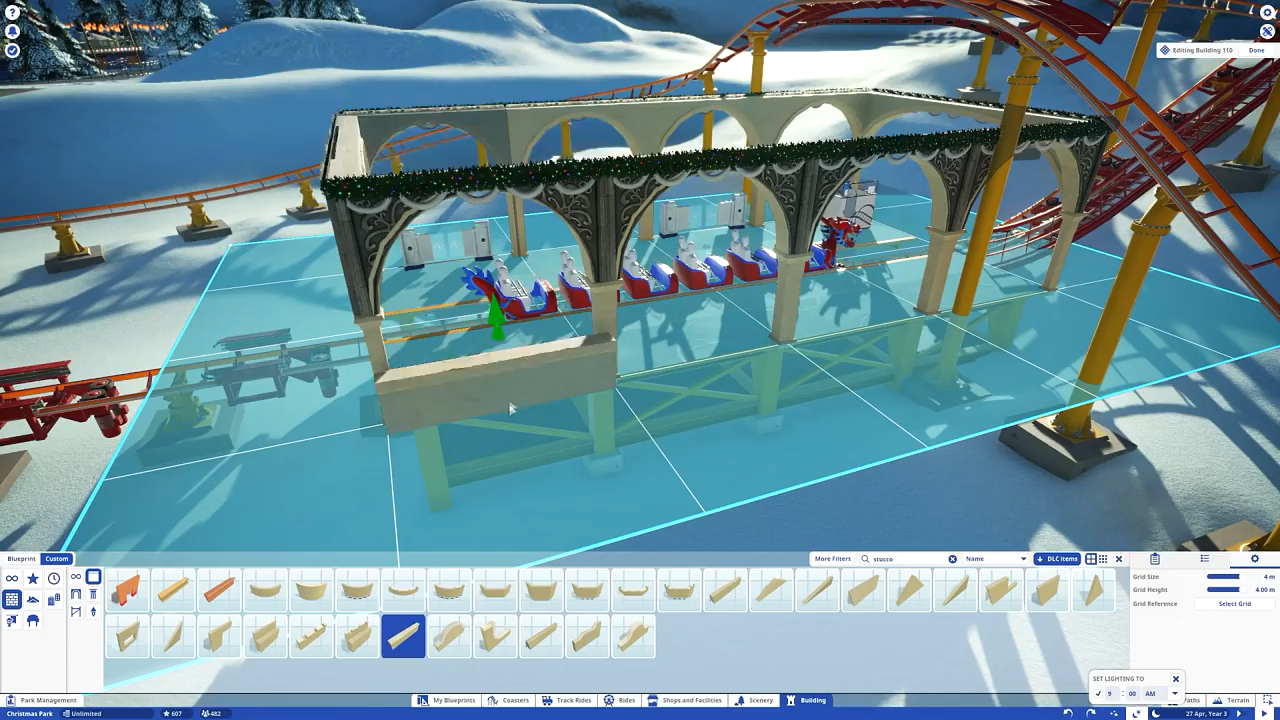 ?
Editing Building 110 Done
Blueprint Custom
More Filters stucco Name DLC Items
Grid Size 4 m
Grid Height 4.00 m
Grid Reference Select Grid
SET LIGHTING TO
9 : 00 AM
Park Management My Blueprints Coasters Track Rides Rides Shops and Facilities Scenery Building Paths Terrain
Christmas Park Unlimited 607 482 27 Apr, Year 3